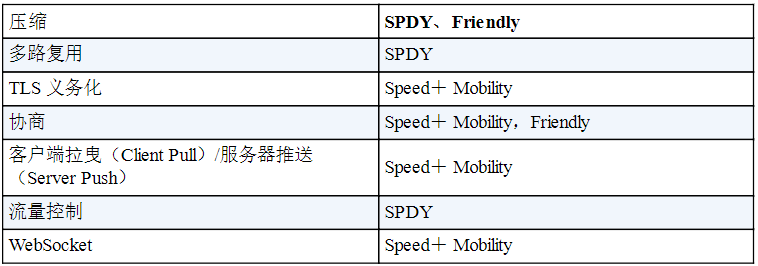 压缩 SPDY、Friendly
多路复用 SPDY
TLS 义务化 Speed＋ Mobility
协商 Speed＋ Mobility，Friendly
客户端拉曳（Client Pull）/服务器推送
（Server Push） Speed＋ Mobility
流量控制 SPDY
WebSocket Speed＋ Mobility